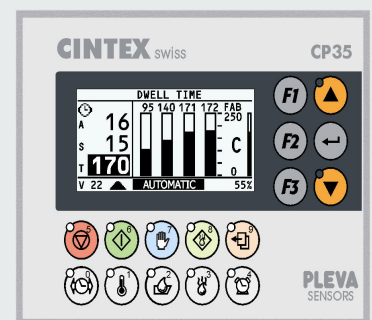 CINTEX swiss
CP35
DWELL TIME
95 140 171 172 FAB
A 16
250
S 15
C
T 170
0
V 22 AUTOMATIC 55%
F1
F2
F3
5 6 7 8 9
0 1 2 3 4
PLEVA
SENSORS